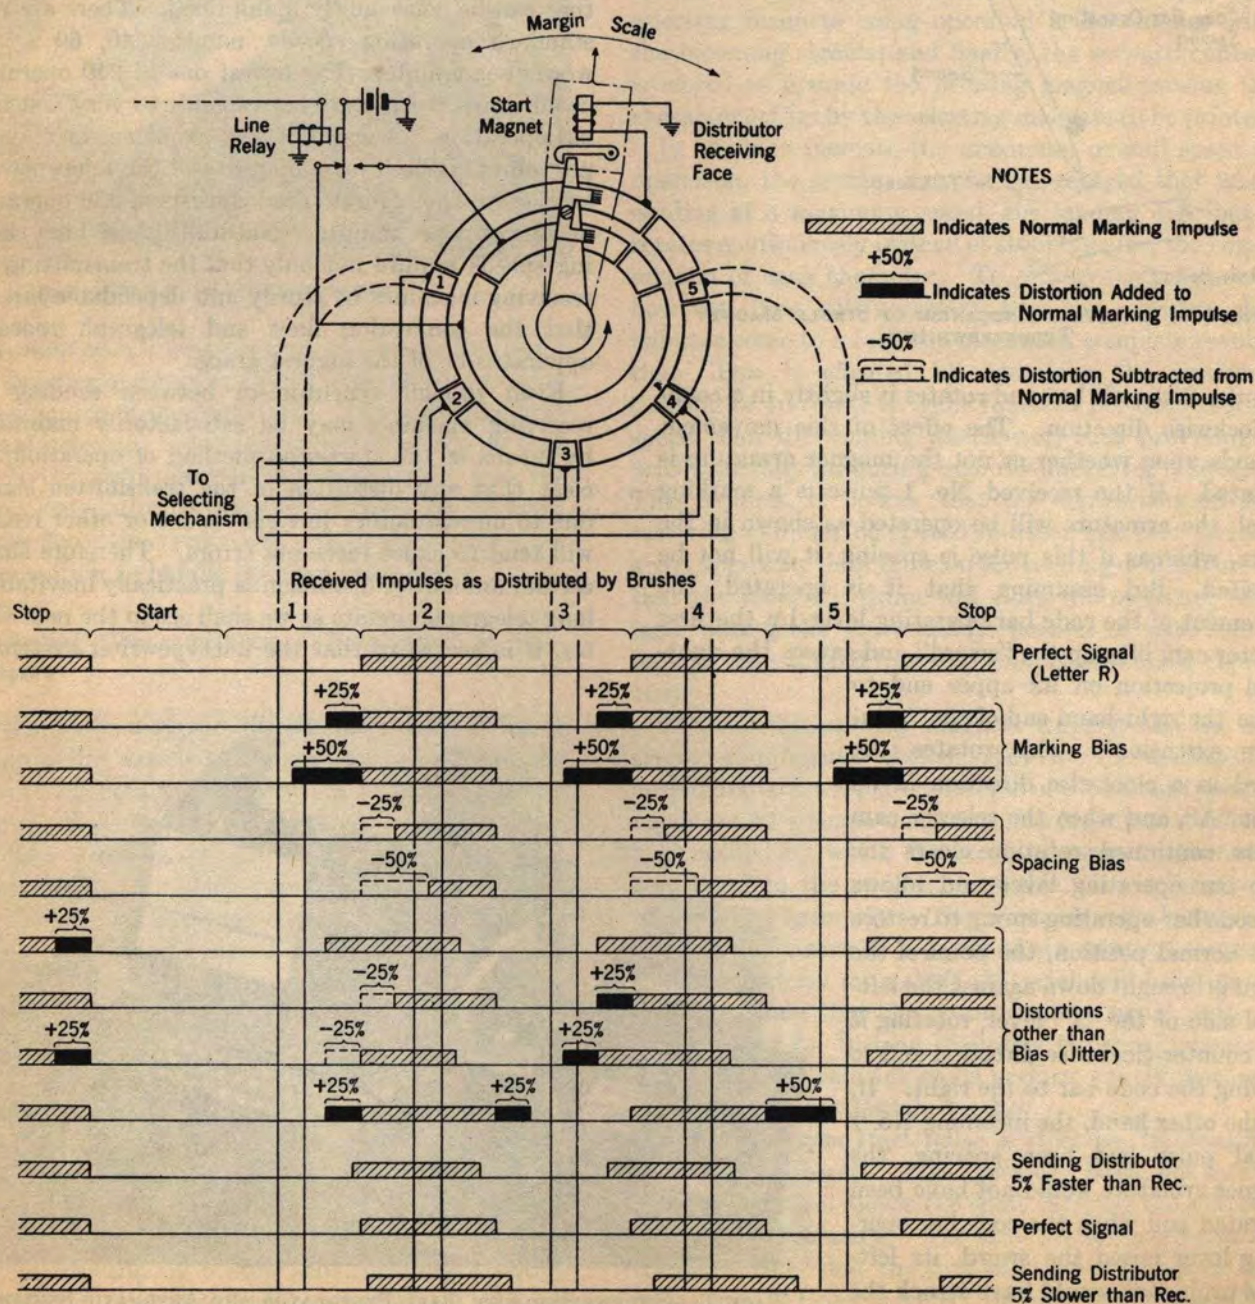 Margin Scale
Line
Relay
Start
Magnet
Distributor
Receiving
Face
NOTES
Indicates Normal Marking Impulse
+50%
Indicates Distortion Added to
Normal Marking Impulse
−50%
Indicates Distortion Subtracted from
Normal Marking Impulse
1
2
3
4
5
To
Selecting
Mechanism
Received Impulses as Distributed by Brushes
Stop Start 1 2 3 4 5 Stop
Perfect Signal
(Letter R)
+25% +25% +25%
Marking Bias
+50% +50% +50%
−25% −25% −25%
Spacing Bias
−50% −50% −50%
+25%
−25% +25%
Distortions
other than
Bias (Jitter)
+25% −25% +25%
+25% +25% +50%
Sending Distributor
5% Faster than Rec.
Perfect Signal
Sending Distributor
5% Slower than Rec.